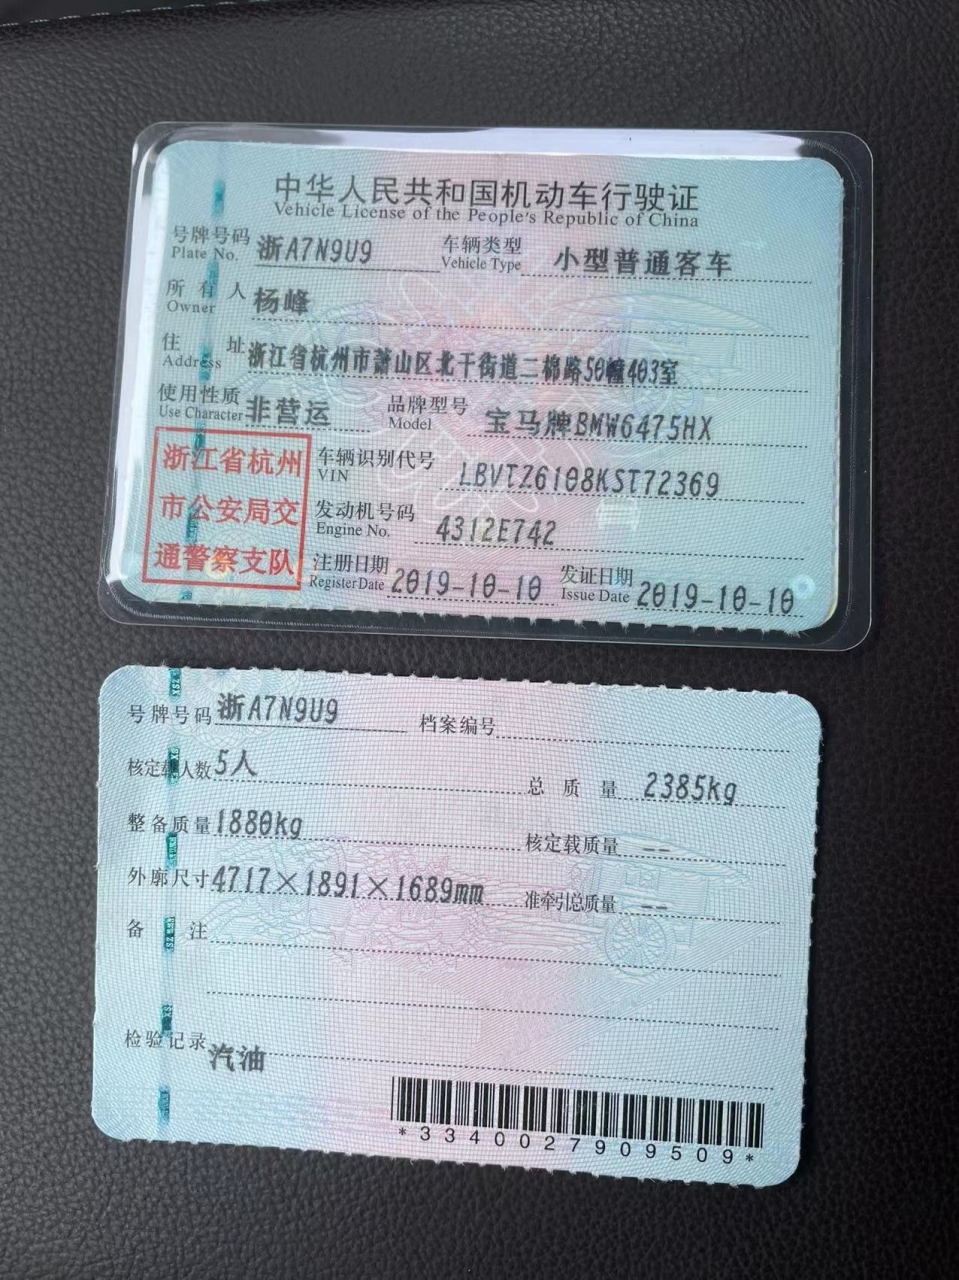 中华人民共和国机动车行驶证
Vehicle License of the People's Republic of China
号牌号码 浙A7N9U9 车辆类型 小型普通客车
Plate No. Vehicle Type
所有人 杨峰
Owner
住址 浙江省杭州市萧山区北干街道二棉路50幢403室
Address
使用性质 非营运 品牌型号 宝马牌BMW6475HX
Use Character Model
浙江省杭州
市公安局交
通警察支队
车辆识别代号 LBVTZ6108KST72369
VIN
发动机号码 4312E742
Engine No.
注册日期 2019-10-10 发证日期 2019-10-10
Register Date Issue Date
号牌号码 浙A7N9U9 档案编号
核定载人数 5人 总质量 2385kg
整备质量 1880kg 核定载质量 --
外廓尺寸 4717×1891×1689mm 准牵引总质量 --
备注
检验记录 汽油
*3340027909509*